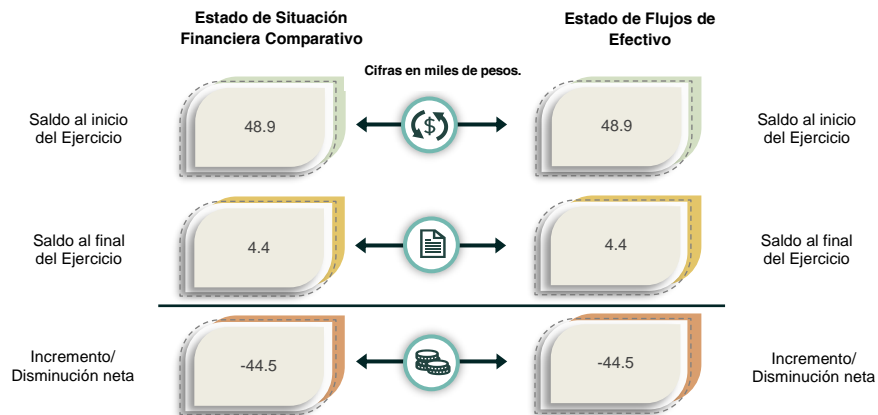 Estado de Situación
Financiera Comparativo
Estado de Flujos de
Efectivo
Cifras en miles de pesos.
Saldo al inicio
del Ejercicio
48.9
$
48.9
Saldo al inicio
del Ejercicio
Saldo al final
del Ejercicio
4.4
4.4
Saldo al final
del Ejercicio
Incremento/
Disminución neta
-44.5
-44.5
Incremento/
Disminución neta